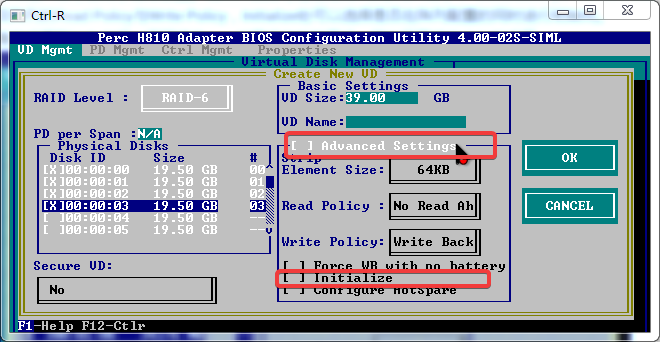 Ctrl-R
Perc H810 Adapter BIOS Configuration Utility 4.00-02S-SIML
VD Mgmt PD Mgmt Ctrl Mgmt Properties
Virtual Disk Management
Create New VD
RAID Level : RAID-6
PD per Span :N/A
Physical Disks
Disk ID Size #
[X]00:00:00 19.50 GB 00
[X]00:00:01 19.50 GB 01
[X]00:00:02 19.50 GB 02
[X]00:00:03 19.50 GB 03
[ ]00:00:04 19.50 GB --
[ ]00:00:05 19.50 GB --
Secure VD:
No
Basic Settings
VD Size:39.00 GB
VD Name:
[ ] Advanced Settings
Strip
Element Size: 64KB
Read Policy : No Read Ah
Write Policy: Write Back
[ ] Force WB with no battery
[ ] Initialize
[ ] Configure HotSpare
OK
CANCEL
F1-Help F12-Ctlr